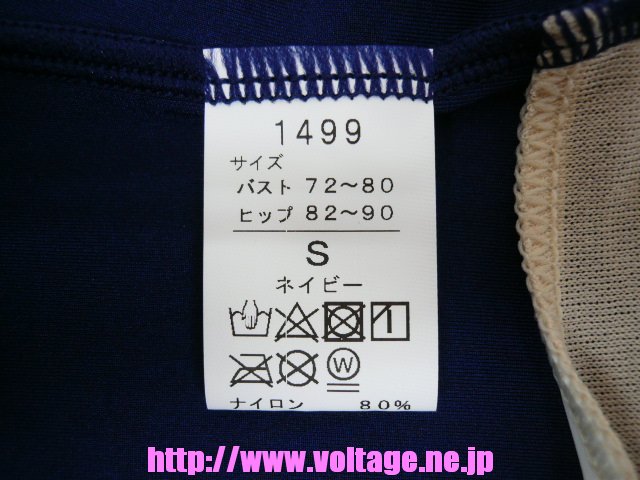 1499
サイズ
バスト 72～80
ヒップ 82～90
S
ネイビー
1
W
ナイロン 80%
http://www.voltage.ne.jp